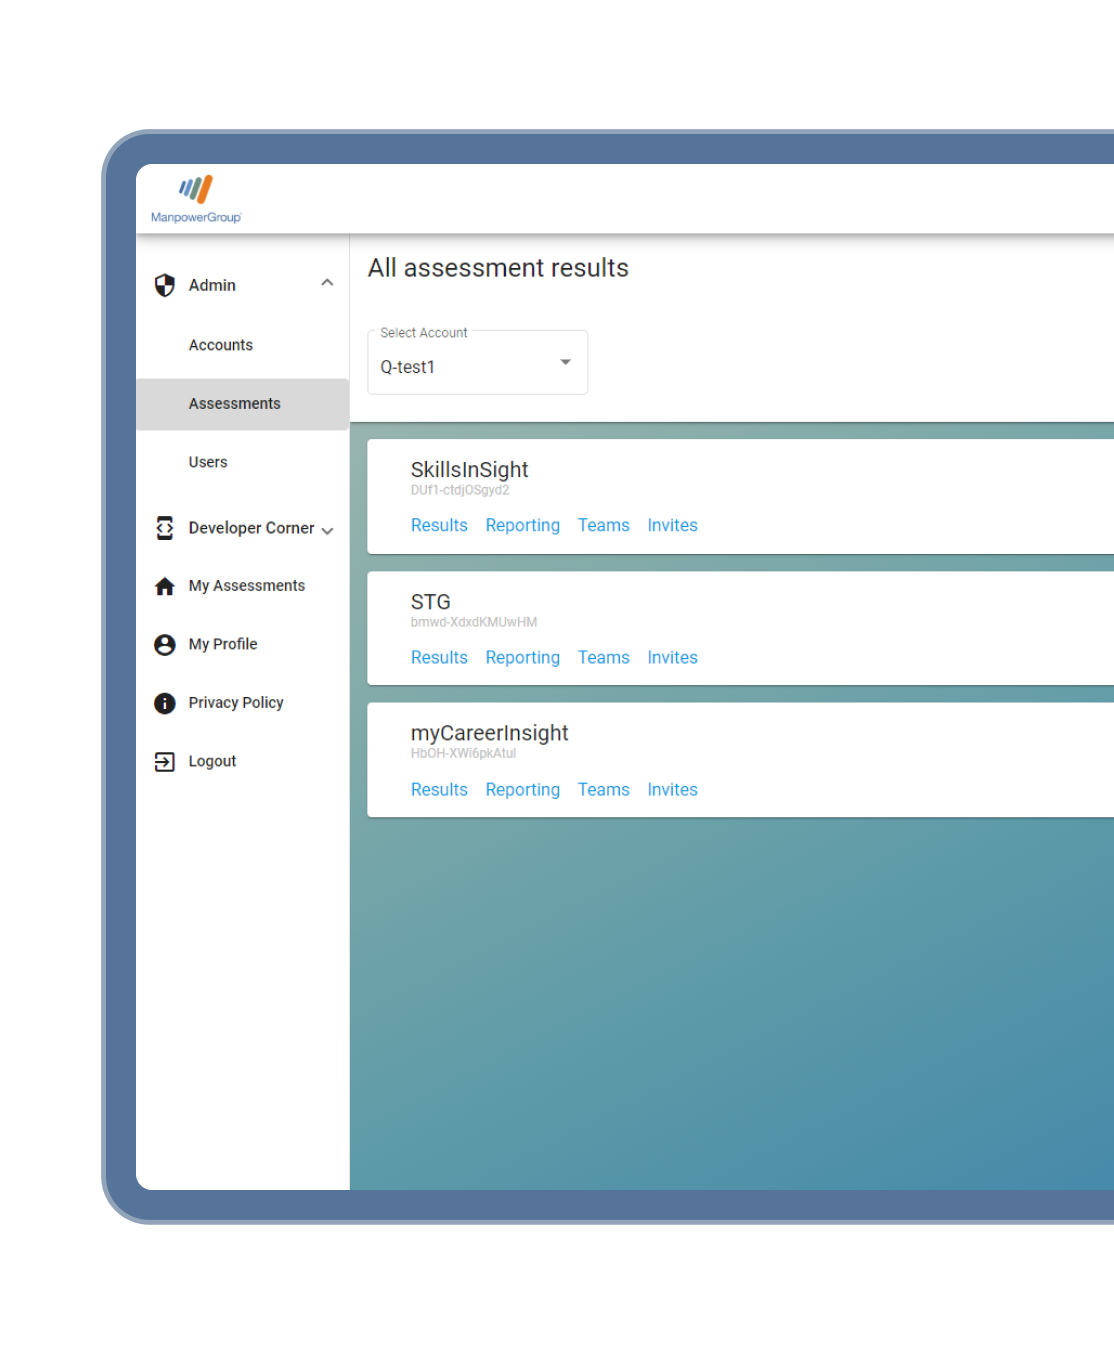 ManpowerGroup
Admin
Accounts
Assessments
Users
Developer Corner
My Assessments
My Profile
Privacy Policy
Logout
All assessment results
Select Account
Q-test1
SkillsInSight
DUf1-ctdjOSgyd2
Results Reporting Teams Invites
STG
bmwd-XdxdKMUwHM
Results Reporting Teams Invites
myCareerInsight
HbOH-XWi6pkAtul
Results Reporting Teams Invites